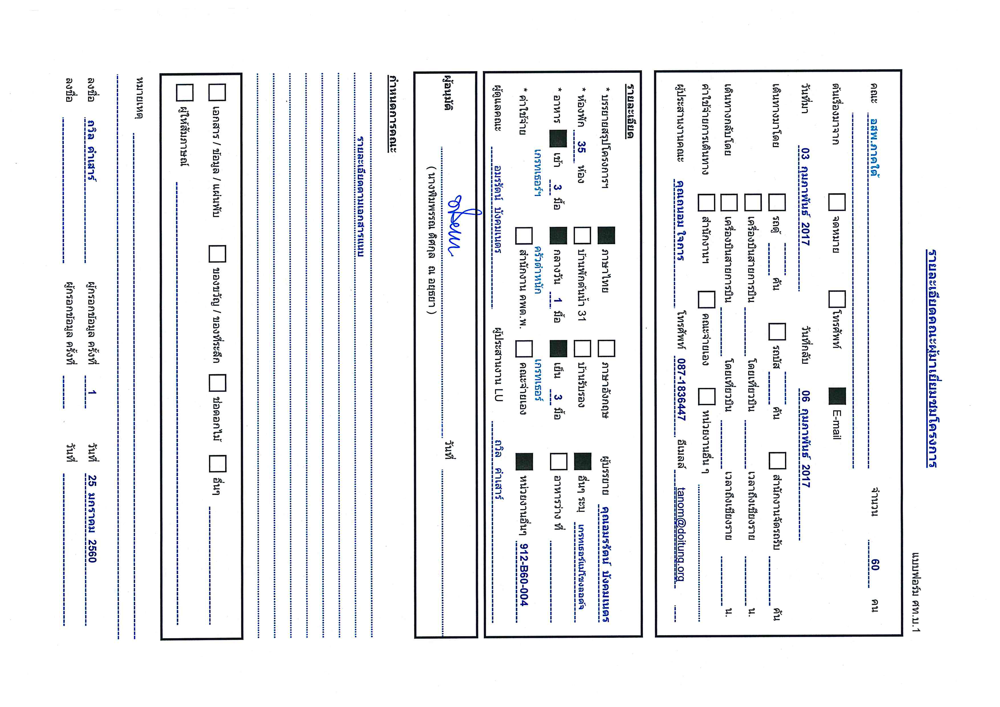 แบบฟอร์ม ศท.บ.1
รายละเอียดคณะผู้มาเยี่ยมชมโครงการ
คณะ อสพ.ภาคใต้ จำนวน 60 คน
ต้นเรื่องมาจาก จดหมาย โทรศัพท์ E-mail
วันที่มา 03 กุมภาพันธ์ 2017 วันที่กลับ 06 กุมภาพันธ์ 2017
เดินทางมาโดย รถตู้ คัน รถบัส คัน สำนักงานจัดรถรับ คัน
เครื่องบินสายการบิน โดยเที่ยวบิน เวลาถึงเชียงราย น.
เดินทางกลับโดย เครื่องบินสายการบิน โดยเที่ยวบิน เวลาถึงเชียงราย น.
ค่าใช้จ่ายการเดินทาง สำนักงานฯ คณะจ่ายเอง หน่วยงานอื่น ๆ
ผู้ประสานงานคณะ คุณถนอม ใจการ โทรศัพท์ 087-1836447 อีเมลล์ tanom@doitung.org
รายละเอียด
* บรรยายสรุปโครงการฯ ภาษาไทย ภาษาอังกฤษ ผู้บรรยาย คุณอมรรัตน์ บังคมเนตร
* ห้องพัก 35 ห้อง บ้านพักต้นน้ำ 31 บ้านรับรอง อื่นๆ ระบุ เกรทเธอร์แม่โขงลอด์จ
* อาหาร เช้า 3 มื้อ กลางวัน 1 มื้อ เย็น 3 มื้อ อาหารว่าง ที่
เกรทเธอร์ฯ ครัวตำหนัก เกรทเธอร์
* ค่าใช้จ่าย สำนักงาน คพต.พ. คณะจ่ายเอง หน่วยงานอื่นๆ 912-B60-004
ผู้ดูแลคณะ อมรรัตน์ บังคมเนตร ผู้ประสานงาน LU ถวิล คำเสาร์
ผู้อนุมัติ วันที่
( นางพิมพรรณ ดิศกุล ณ อยุธยา )
กำหนดการคณะ
รายละเอียดตามเอกสารแนบ
เอกสาร / ข้อมูล / แผ่นพับ ของขวัญ / ของที่ระลึก ช่อดอกไม้ อื่นๆ
ผู้ให้สัมภาษณ์
หมายเหตุ
ลงชื่อ ถวิล คำเสาร์ ผู้กรอกข้อมูล ครั้งที่ 1 วันที่ 25 มกราคม 2560
ลงชื่อ ผู้กรอกข้อมูล ครั้งที่ วันที่